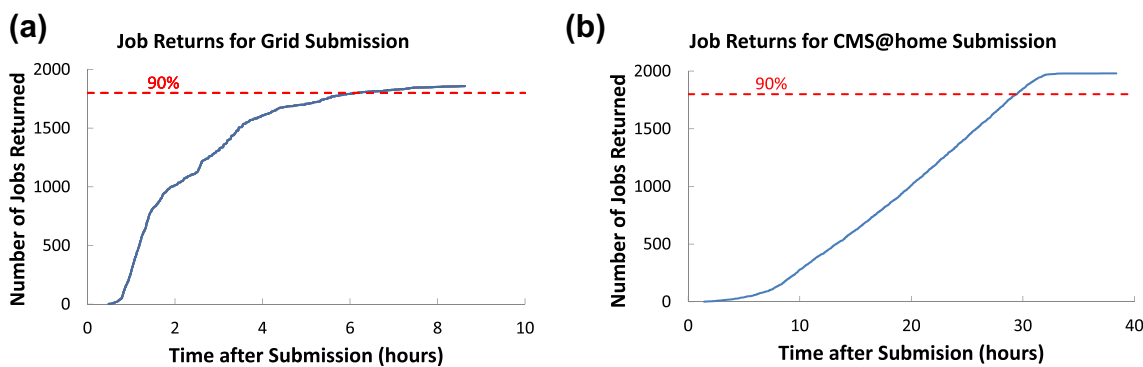 (a)
Job Returns for Grid Submission
Number of Jobs Returned
2000
1500
1000
500
0
90%
0 2 4 6 8 10
Time after Submission (hours)
(b)
Job Returns for CMS@home Submission
Number of Jobs Returned
2000
1500
1000
500
0
90%
0 10 20 30 40
Time after Submision (hours)